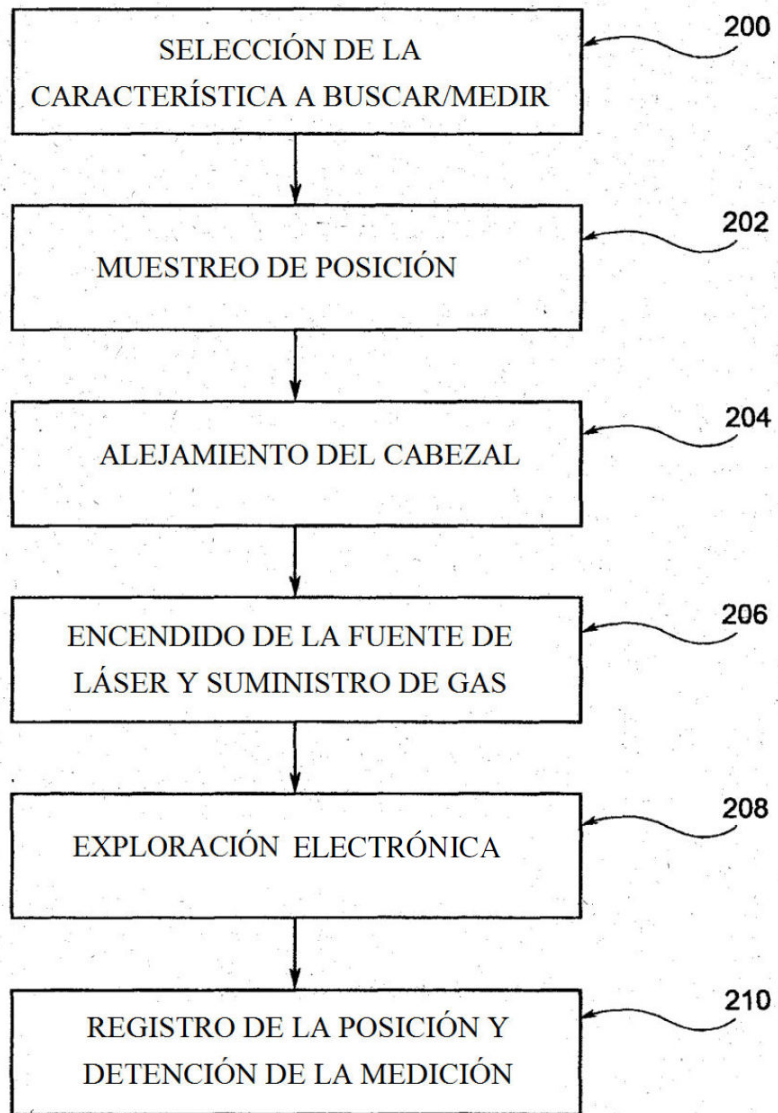 SELECCIÓN DE LA
CARACTERÍSTICA A BUSCAR/MEDIR
200
MUESTREO DE POSICIÓN
202
ALEJAMIENTO DEL CABEZAL
204
ENCENDIDO DE LA FUENTE DE
LÁSER Y SUMINISTRO DE GAS
206
EXPLORACIÓN ELECTRÓNICA
208
REGISTRO DE LA POSICIÓN Y
DETENCIÓN DE LA MEDICIÓN
210